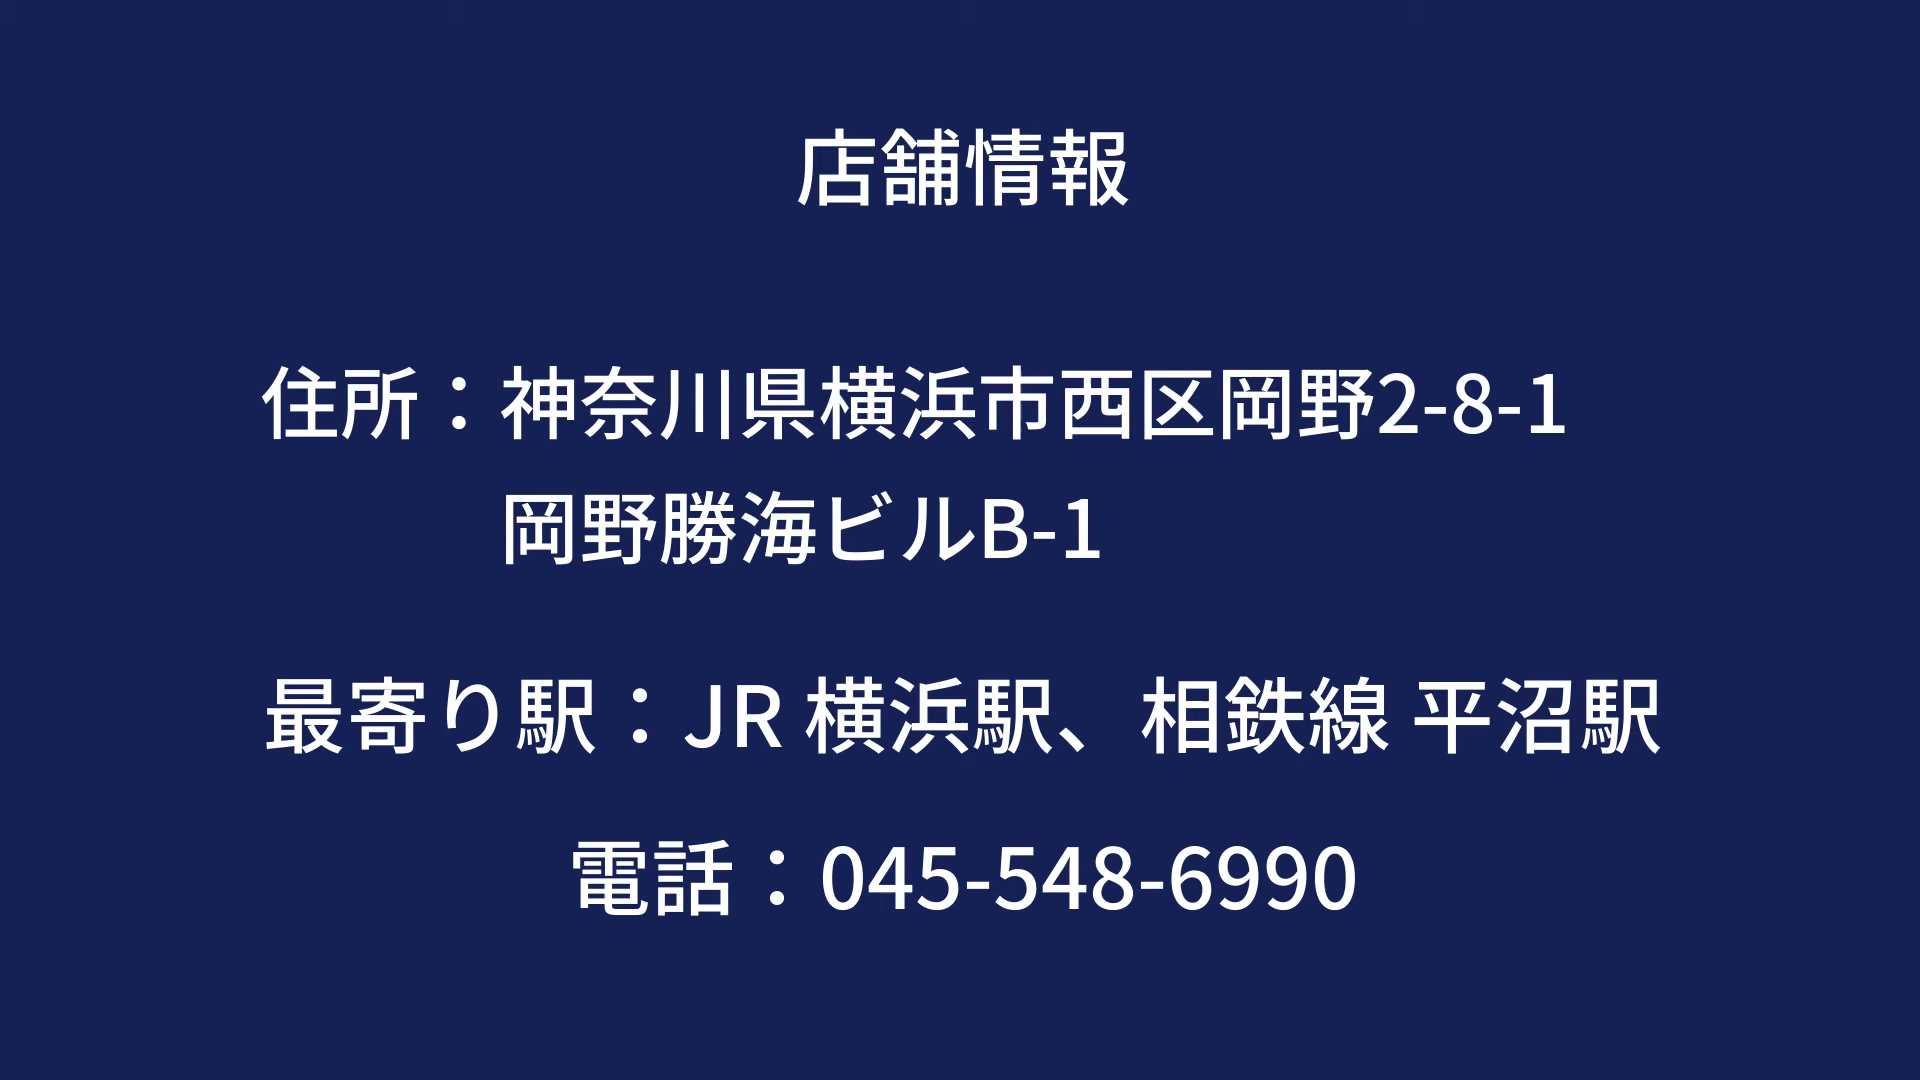 店舗情報
住所：神奈川県横浜市西区岡野2-8-1
岡野勝海ビルB-1
最寄り駅：JR 横浜駅、相鉄線 平沼駅
電話：045-548-6990